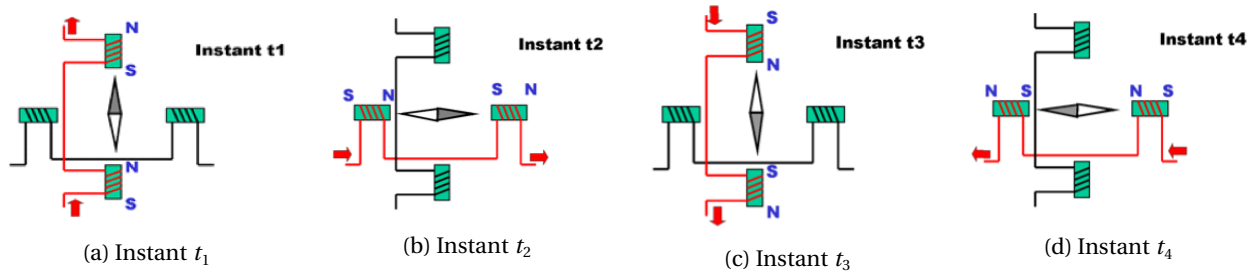 N
Instant t1
S
N
S
(a) Instant t₁
Instant t2
S N
S N
(b) Instant t₂
S
Instant t3
N
S
N
(c) Instant t₃
Instant t4
N S
N S
(d) Instant t₄